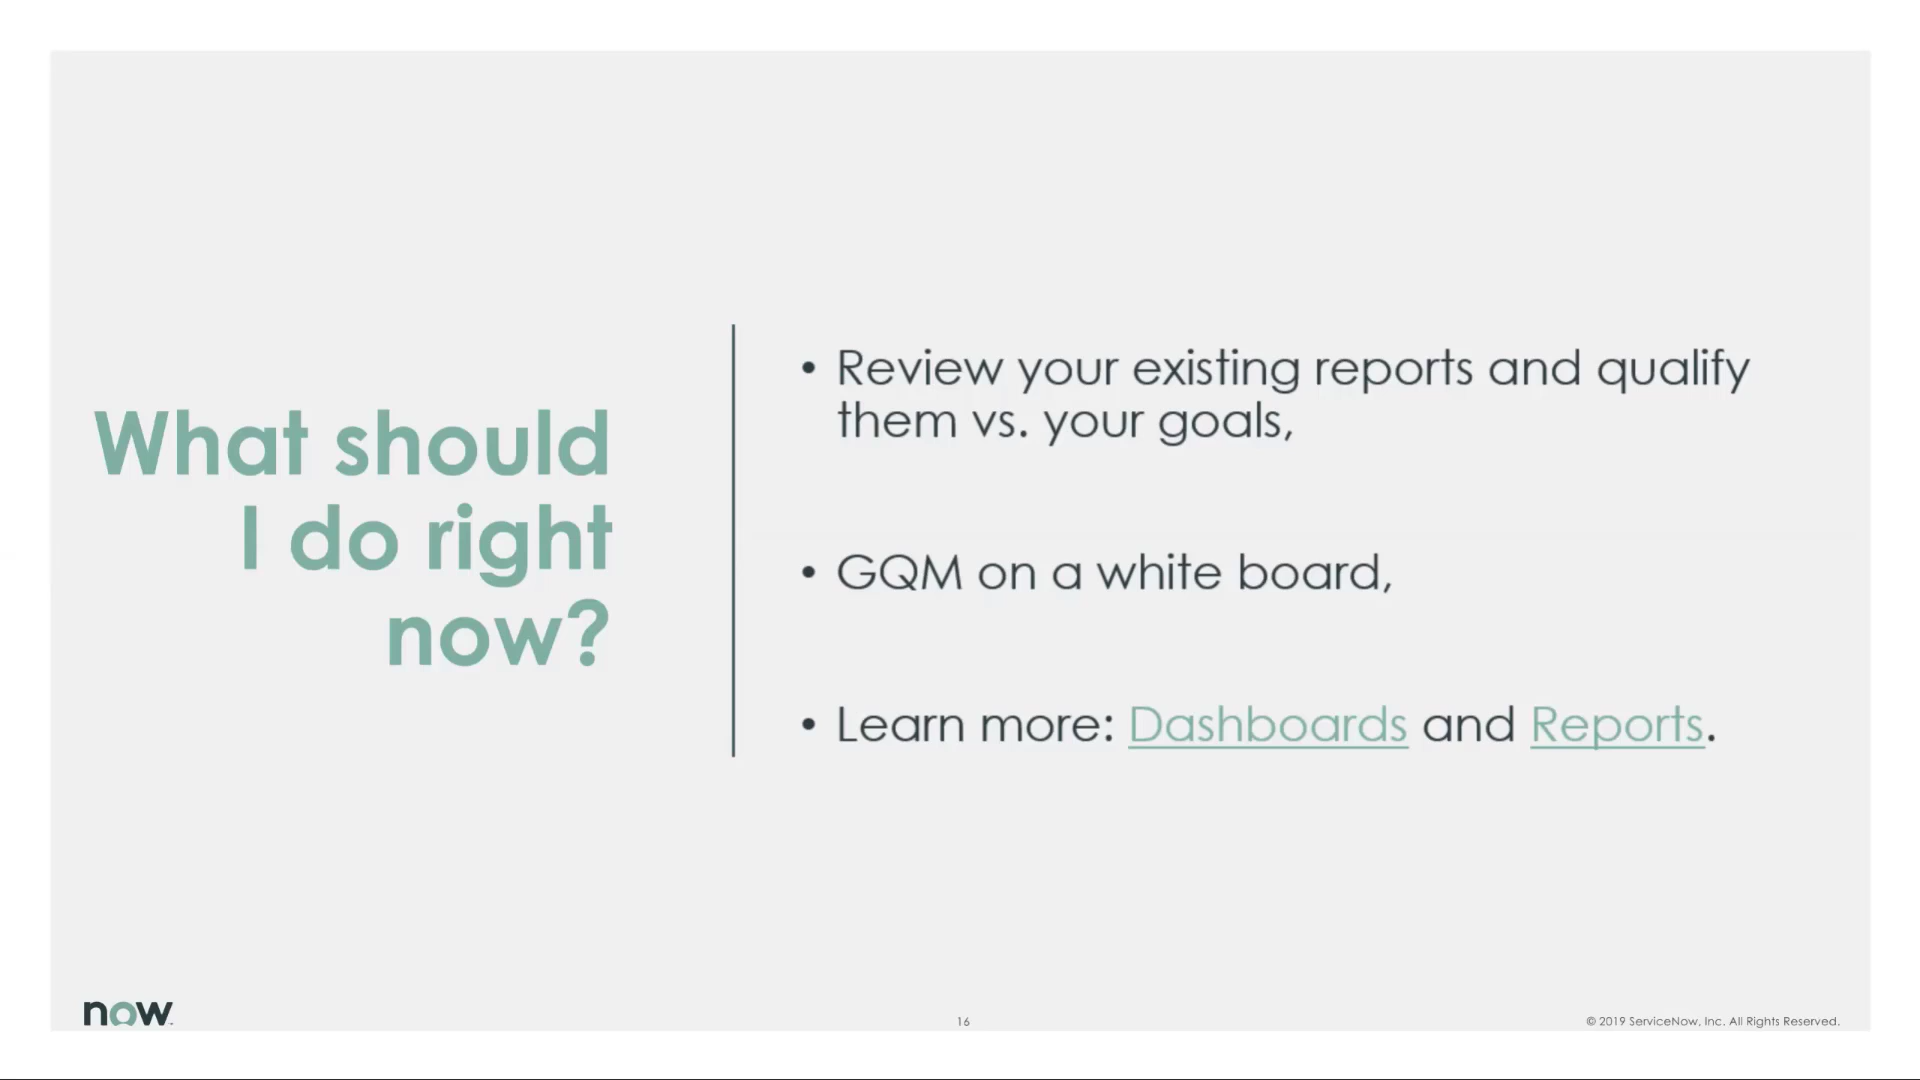 What should
I do right
now?
• Review your existing reports and qualify
them vs. your goals,
• GQM on a white board,
• Learn more: Dashboards and Reports.
now
16
© 2019 ServiceNow, Inc. All Rights Reserved.